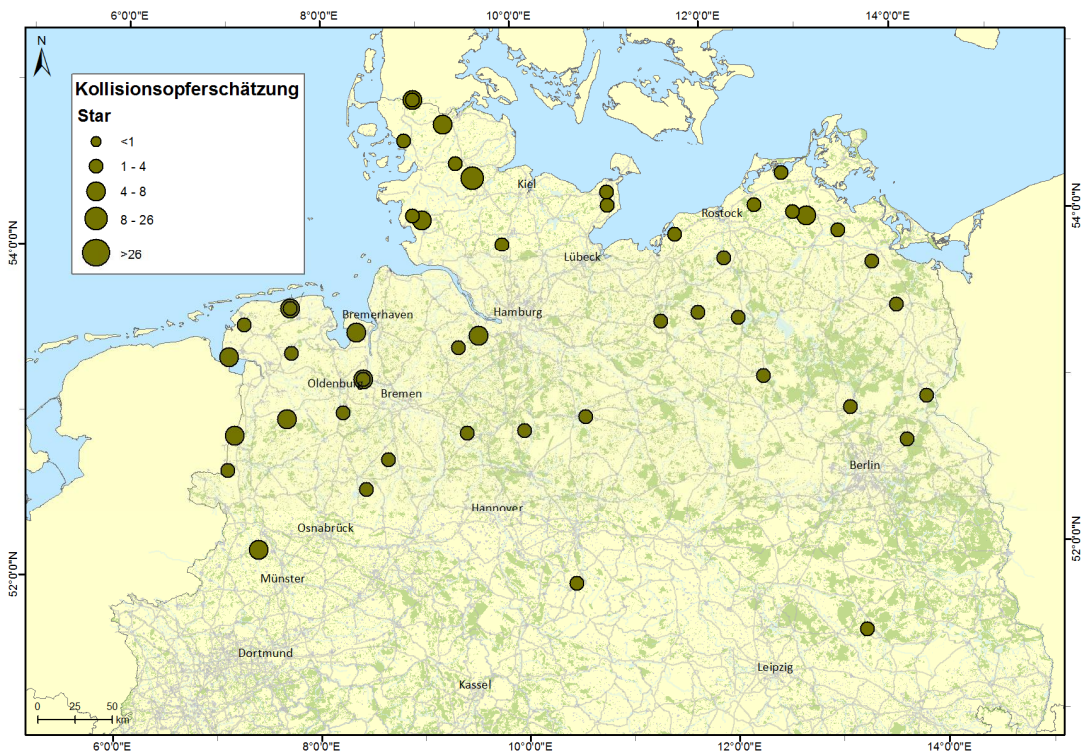 6°0'0"E 8°0'0"E 10°0'0"E 12°0'0"E 14°0'0"E
N
Kollisionsopferschätzung
Star
<1
1 - 4
4 - 8
8 - 26
>26
54°0'0"N
54°0'0"N
Kiel
Rostock
Lübeck
Hamburg
Bremerhaven
Oldenburg
Bremen
Berlin
Hannover
Osnabrück
52°0'0"N
52°0'0"N
Münster
Dortmund
Leipzig
Kassel
0 25 50
km
6°0'0"E 8°0'0"E 10°0'0"E 12°0'0"E 14°0'0"E